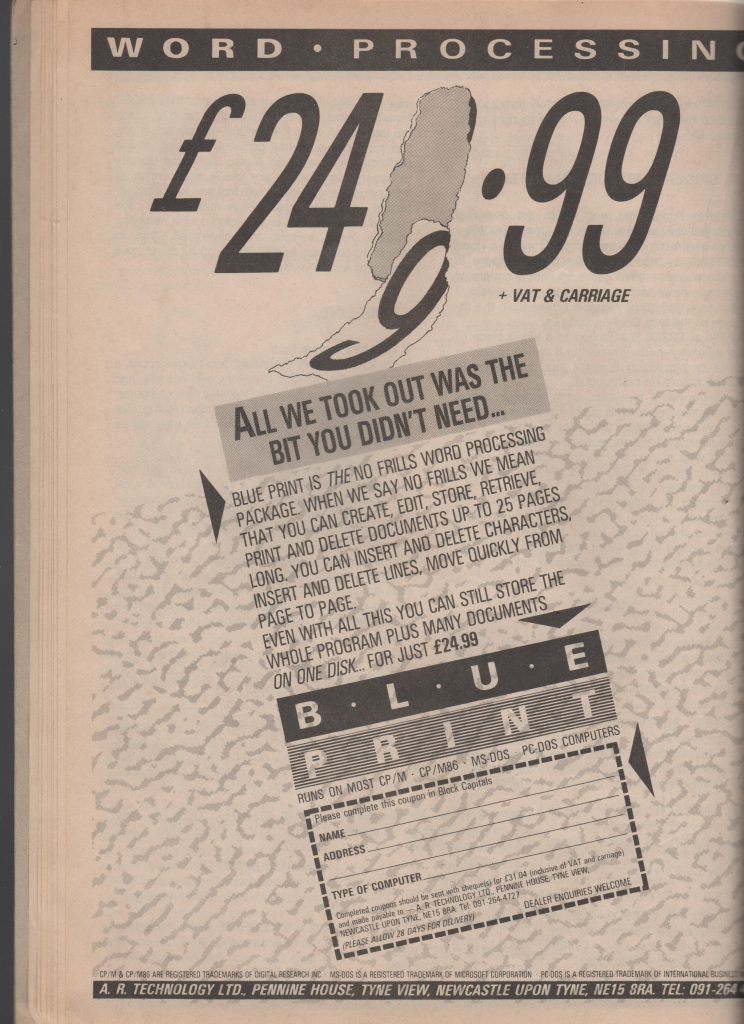 WORD · PROCESSING
£24 .99
9
+ VAT & CARRIAGE
ALL WE TOOK OUT WAS THE
BIT YOU DIDN'T NEED...
BLUE PRINT IS THE NO FRILLS WORD PROCESSING
PACKAGE. WHEN WE SAY NO FRILLS WE MEAN
THAT YOU CAN CREATE, EDIT, STORE, RETRIEVE,
PRINT AND DELETE DOCUMENTS UP TO 25 PAGES
LONG. YOU CAN INSERT AND DELETE CHARACTERS,
INSERT AND DELETE LINES, MOVE QUICKLY FROM
PAGE TO PAGE.
EVEN WITH ALL THIS YOU CAN STILL STORE THE
WHOLE PROGRAM PLUS MANY DOCUMENTS
ON ONE DISK... FOR JUST £24.99
B·L·U·E
PRINT
RUNS ON MOST CP/M · CP/M86 · MS-DOS · PC-DOS COMPUTERS
Please complete this coupon in Block Capitals
NAME
ADDRESS
TYPE OF COMPUTER
Completed coupons should be sent with cheque(s) for £31.04 (inclusive of VAT and carriage)
and made payable to:— A. R. TECHNOLOGY LTD., PENNINE HOUSE, TYNE VIEW,
NEWCASTLE UPON TYNE, NE15 8RA. Tel: 091-264-4727
(PLEASE ALLOW 28 DAYS FOR DELIVERY)
DEALER ENQUIRIES WELCOME
CP/M & CP/M86 ARE REGISTERED TRADEMARKS OF DIGITAL RESEARCH INC · MS-DOS IS A REGISTERED TRADEMARK OF MICROSOFT CORPORATION · PC-DOS IS A REGISTERED TRADEMARK OF INTERNATIONAL BUSINESS
A. R. TECHNOLOGY LTD., PENNINE HOUSE, TYNE VIEW, NEWCASTLE UPON TYNE, NE15 8RA. TEL: 091-264